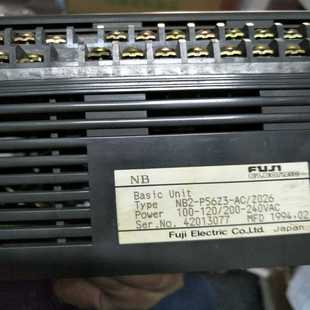 NB
FUJI
Basic Unit
Type NB2-P56Z3-AC/Z026
Power 100-120/200-240VAC
Ser.No. 42013077 MFD 1994.02
Fuji Electric Co.,Ltd. Japan